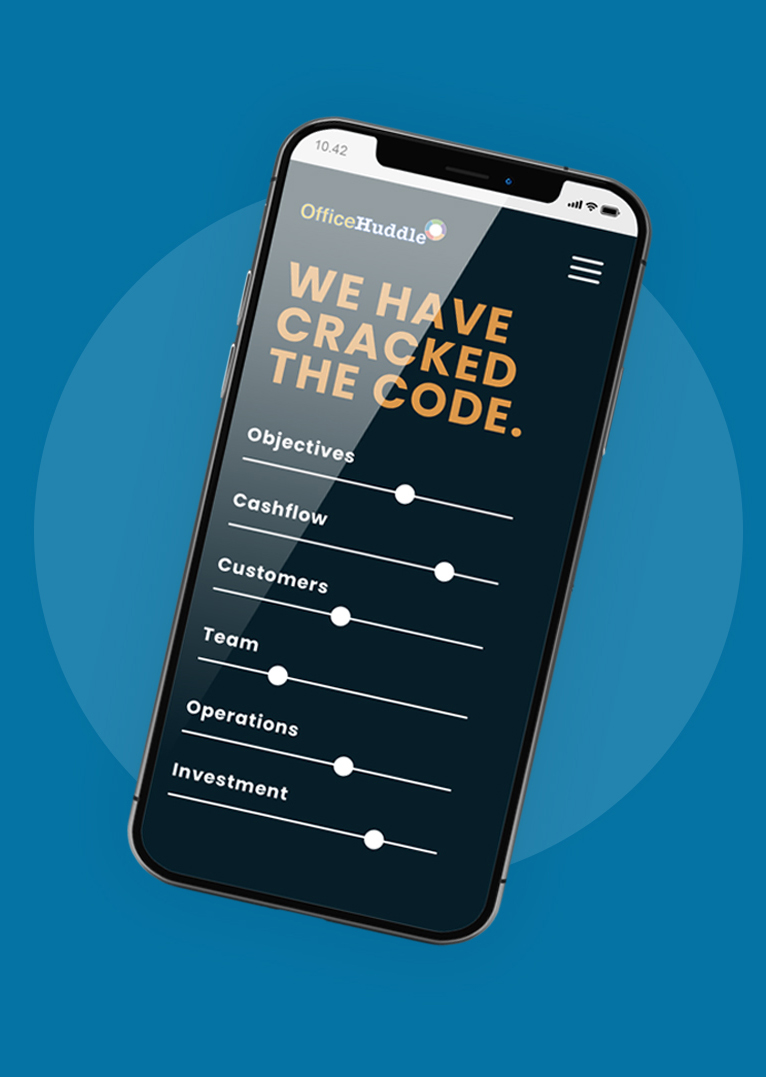 10.42
OfficeHuddle
WE HAVE
CRACKED
THE CODE.
Objectives
Cashflow
Customers
Team
Operations
Investment